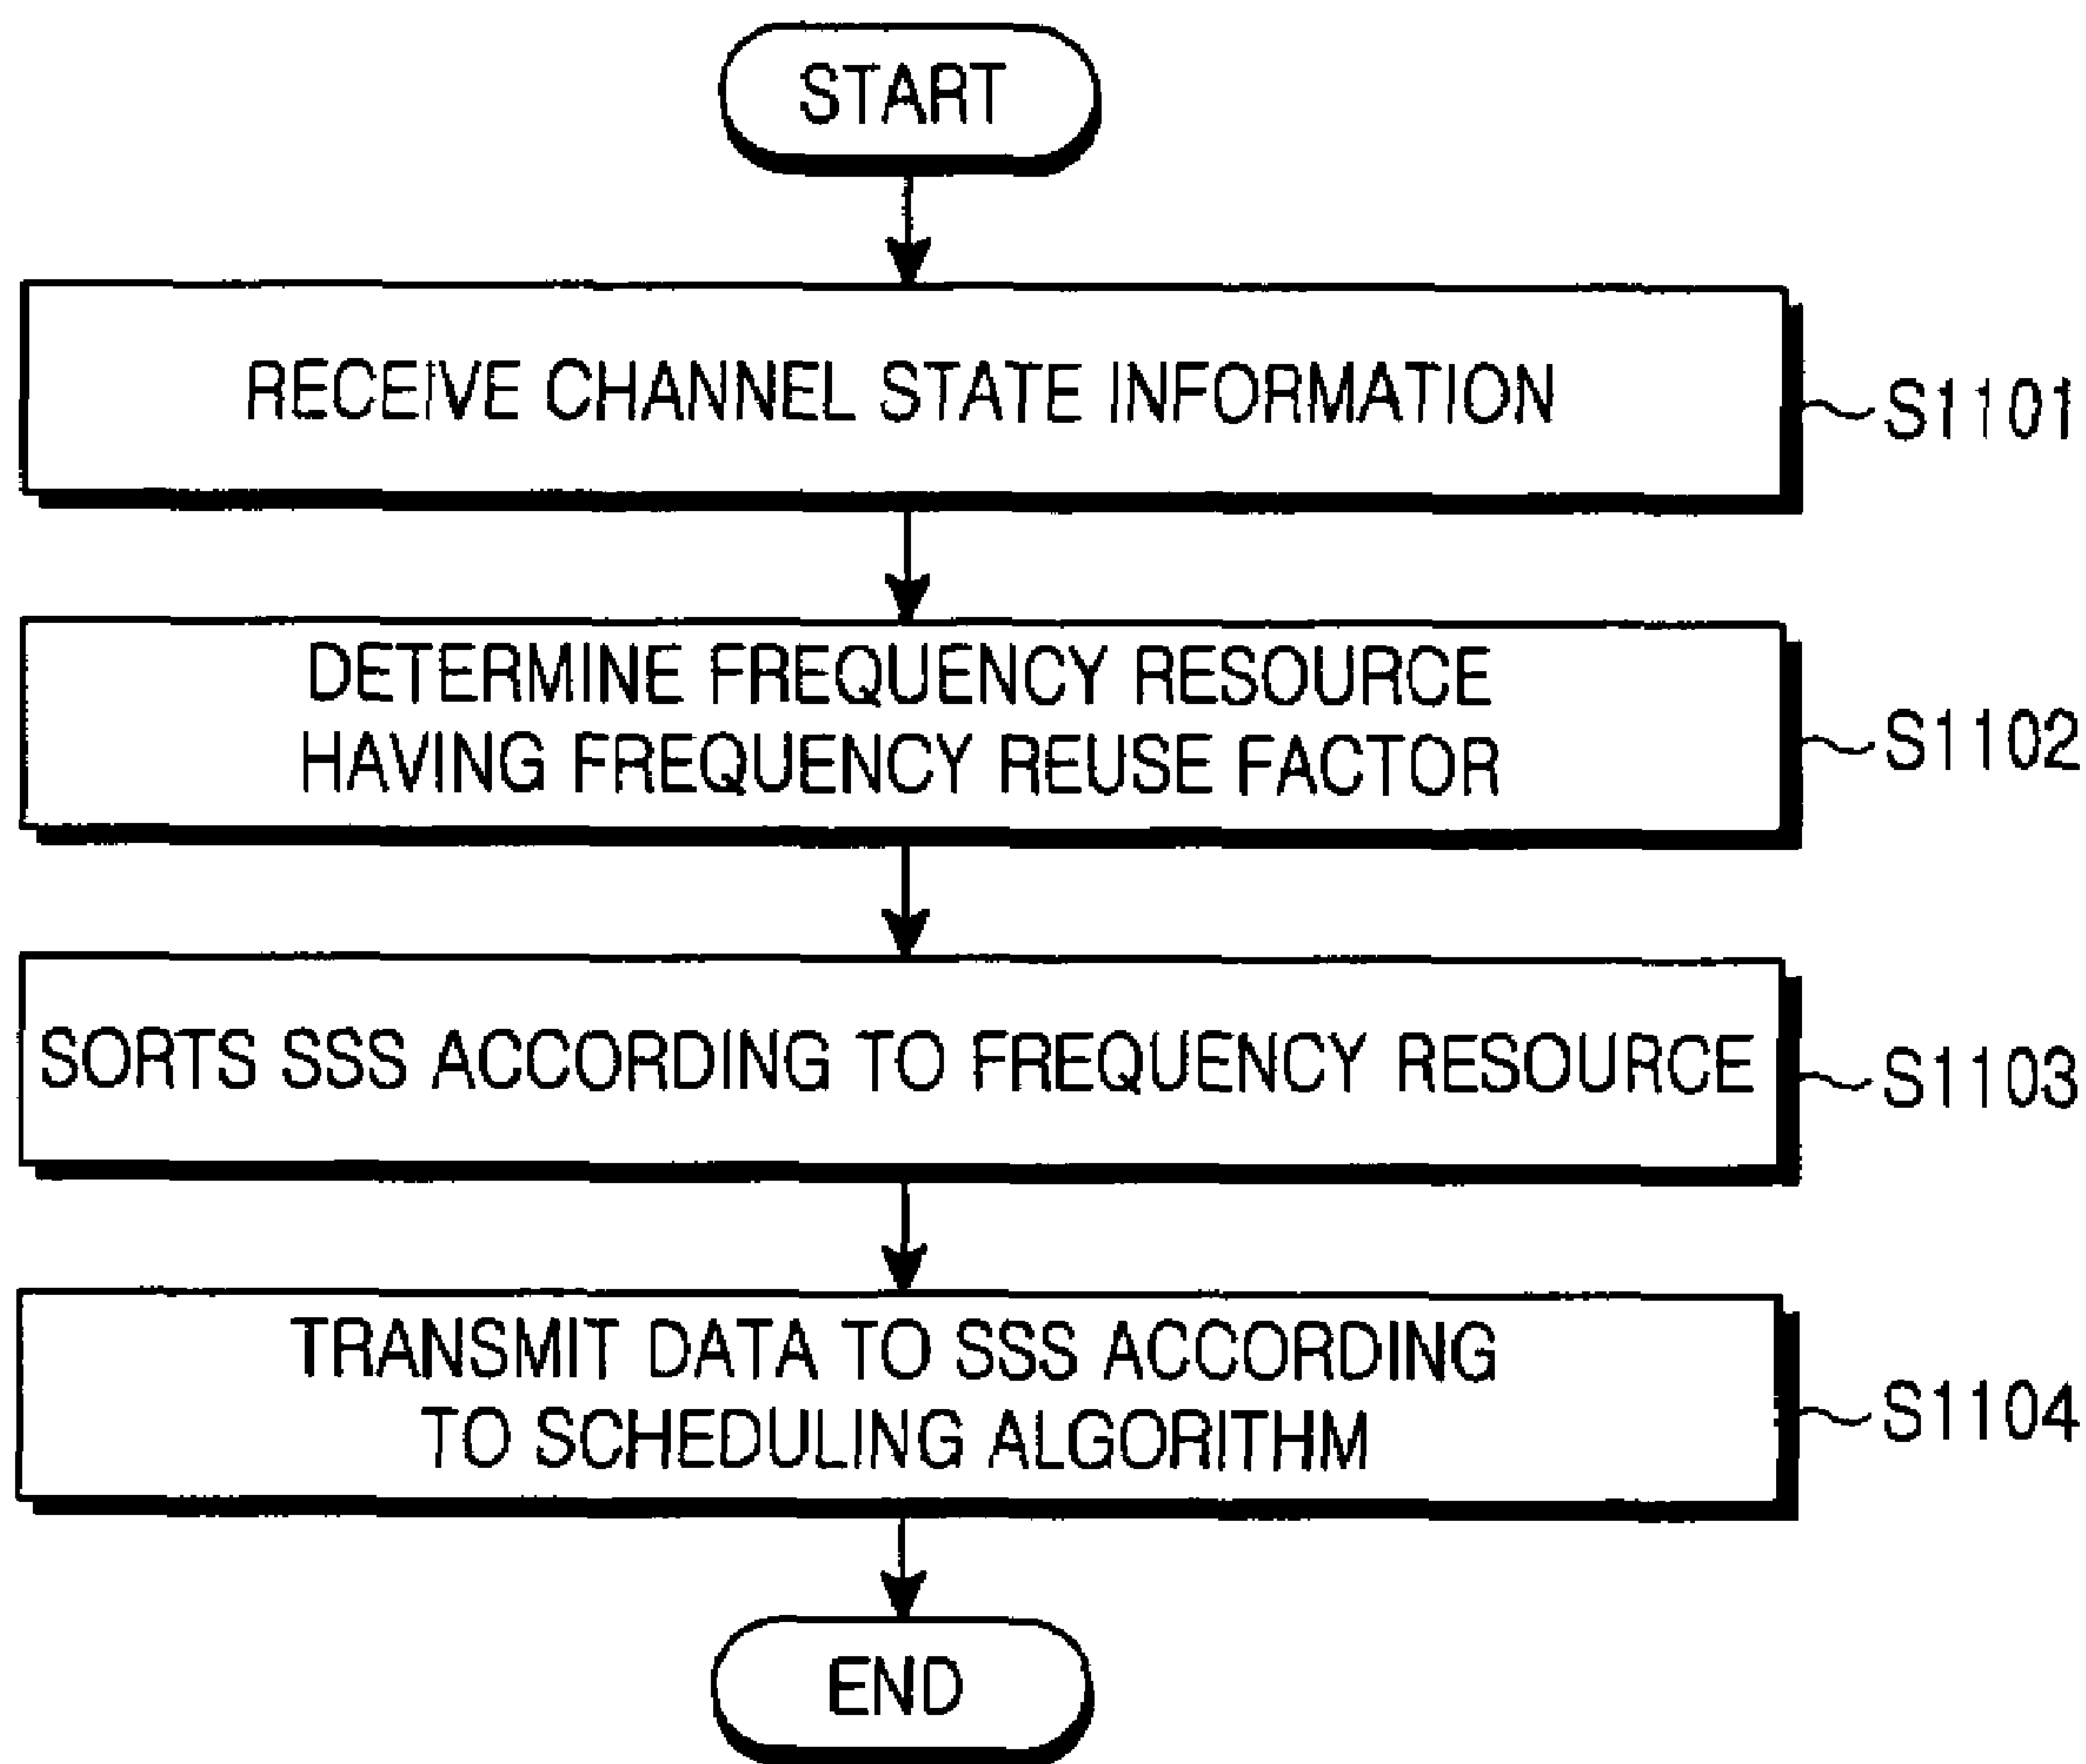 START
RECEIVE CHANNEL STATE INFORMATION
S1101
DETERMINE FREQUENCY RESOURCE
HAVING FREQUENCY REUSE FACTOR
S1102
SORTS SSS ACCORDING TO FREQUENCY RESOURCE
S1103
TRANSMIT DATA TO SSS ACCORDING
TO SCHEDULING ALGORITHM
S1104
END